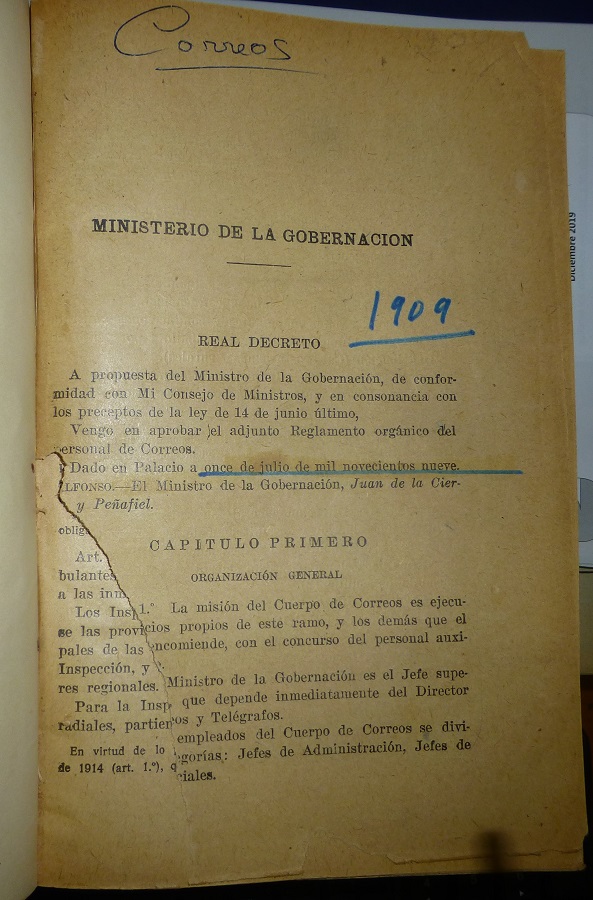 Correos
MINISTERIO DE LA GOBERNACION
Diciembre 2019
1909
REAL DECRETO
A propuesta del Ministro de la Gobernación, de confor-
midad con Mi Consejo de Ministros, y en consonancia con
los preceptos de la ley de 14 de junio último,
Vengo en aprobar el adjunto Reglamento orgánico del
personal de Correos.
Dado en Palacio a once de julio de mil novecientos nueve.
LFONSO.—El Ministro de la Gobernación, Juan de la Cier-
y Peñafiel.
oblig
CAPITULO PRIMERO
Art.
bulantes
ORGANIZACIÓN GENERAL
a las inm
Los Insp 1.º La misión del Cuerpo de Correos es ejecu-
se las provi cios propios de este ramo, y los demás que el
pales de las ncomiende, con el concurso del personal auxi-
Inspección, y
res regionales. Ministro de la Gobernación es el Jefe supe-
Para la Insp que depende inmediatamente del Director
radiales, partien os y Telégrafos.
empleados del Cuerpo de Correos se divi-
En virtud de lo gorías: Jefes de Administración, Jefes de
de 1914 (art. 1.º), q ciales.